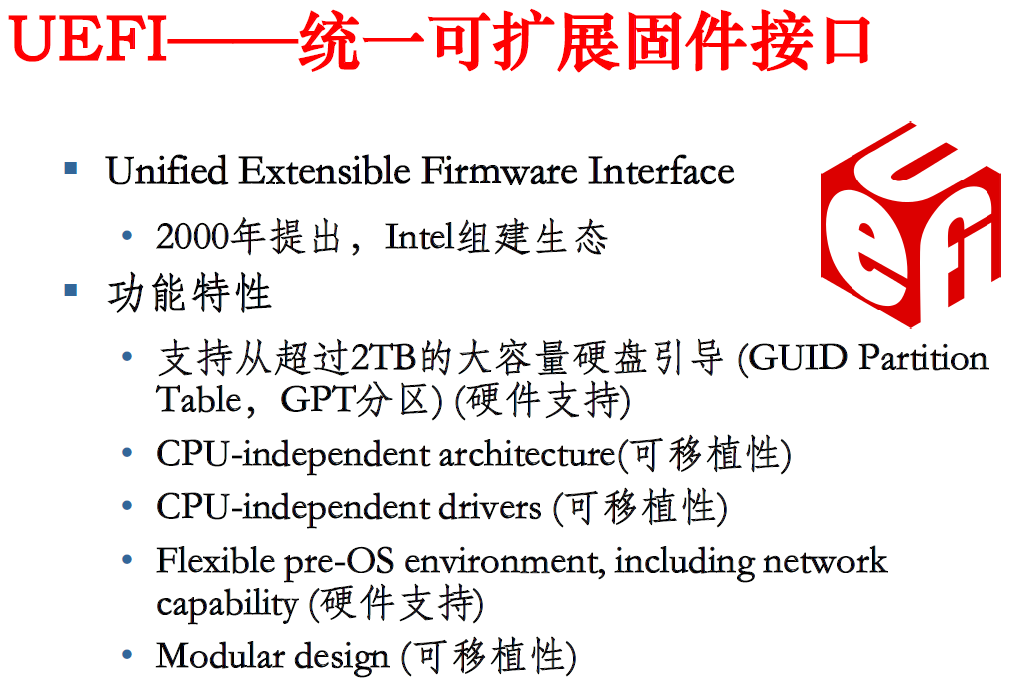 UEFI——统一可扩展固件接口
Unified Extensible Firmware Interface
2000年提出，Intel组建生态
功能特性
支持从超过2TB的大容量硬盘引导 (GUID Partition
Table，GPT分区) (硬件支持)
CPU-independent architecture(可移植性)
CPU-independent drivers (可移植性)
Flexible pre-OS environment, including network
capability (硬件支持)
Modular design (可移植性)
Uefi